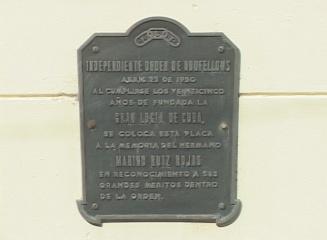 INDEPENDIENTE ORDER DE ODDFELLOWS
ABRIL 23 DE 1950
AL CUMPLIRSE LOS VEINTICINCO
AÑOS DE FUNDADA LA
GRAN LOGIA DE CUBA,
SE COLOCA ESTA PLACA
A LA MEMORIA DEL HERMANO
MARINO RUIZ ROJAS
EN RECONOCIMIENTO A SUS
GRANDES MERITOS DENTRO
DE LA ORDEN.